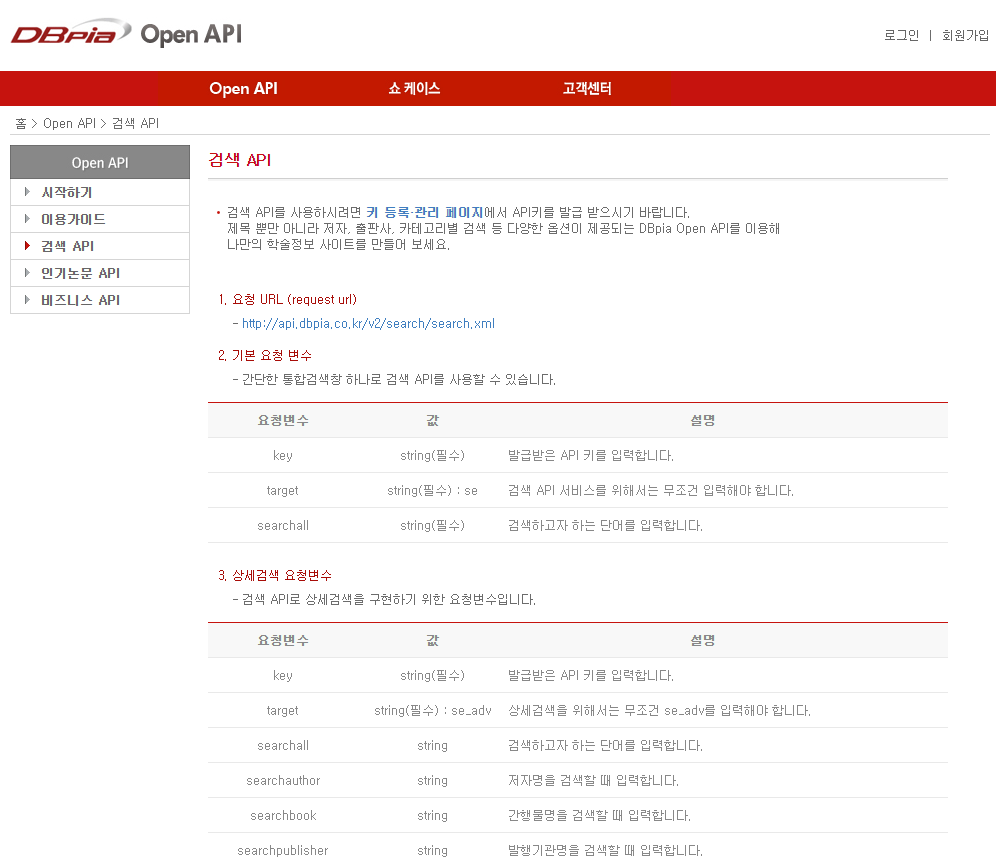 DBpia Open API
로그인 | 회원가입
Open API 쇼 케이스 고객센터
홈 > Open API > 검색 API
Open API
시작하기
이용가이드
검색 API
인기논문 API
비즈니스 API
검색 API
• 검색 API를 사용하시려면 키 등록·관리 페이지에서 API키를 발급 받으시기 바랍니다.
제목 뿐만 아니라 저자, 출판사, 카테고리별 검색 등 다양한 옵션이 제공되는 DBpia Open API를 이용해
나만의 학술정보 사이트를 만들어 보세요.
1. 요청 URL (request url)
- http://api.dbpia.co.kr/v2/search/search.xml
2. 기본 요청 변수
- 간단한 통합검색창 하나로 검색 API를 사용할 수 있습니다.
요청변수 값 설명
key string(필수) 발급받은 API 키를 입력합니다.
target string(필수) : se 검색 API 서비스를 위해서는 무조건 입력해야 합니다.
searchall string(필수) 검색하고자 하는 단어를 입력합니다.
3. 상세검색 요청변수
- 검색 API로 상세검색을 구현하기 위한 요청변수입니다.
요청변수 값 설명
key string(필수) 발급받은 API 키를 입력합니다.
target string(필수) : se_adv 상세검색을 위해서는 무조건 se_adv를 입력해야 합니다.
searchall string 검색하고자 하는 단어를 입력합니다.
searchauthor string 저자명을 검색할 때 입력합니다.
searchbook string 간행물명을 검색할 때 입력합니다.
searchpublisher string 발행기관명을 검색할 때 입력합니다.